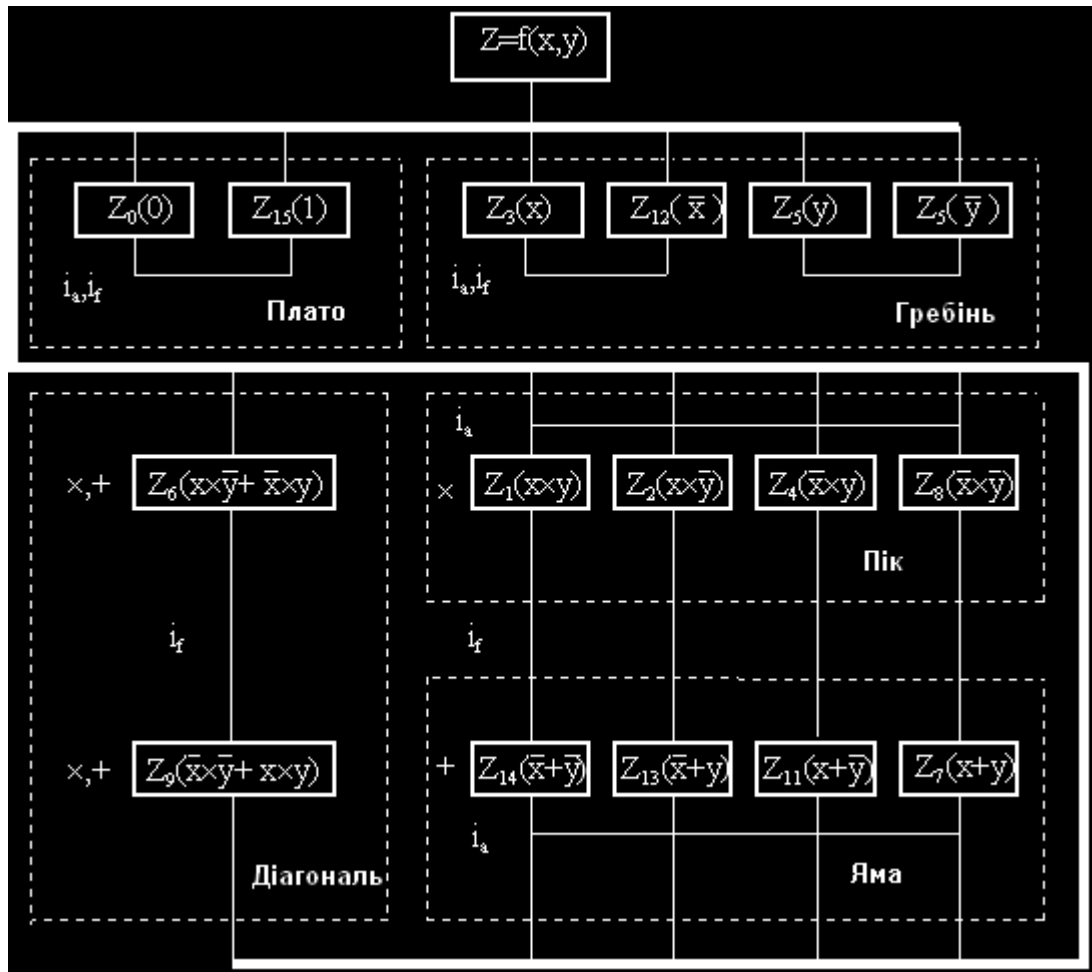 Z=f(x,y)
Z₀(0) Z₁₅(1) Z₃(x) Z₁₂(x̅) Z₅(y) Z₅(y̅)
iₐ,i_f Плато iₐ,i_f Гребінь
iₐ
×,+ Z₆(x×y̅+ x̅×y) × Z₁(x×y) Z₂(x×y̅) Z₄(x̅×y) Z₈(x̅×y̅)
Пік
i_f i_f
×,+ Z₉(x̅×y̅+ x×y) + Z₁₄(x̅+y̅) Z₁₃(x̅+y) Z₁₁(x+y̅) Z₇(x+y)
iₐ
Діагональ Яма